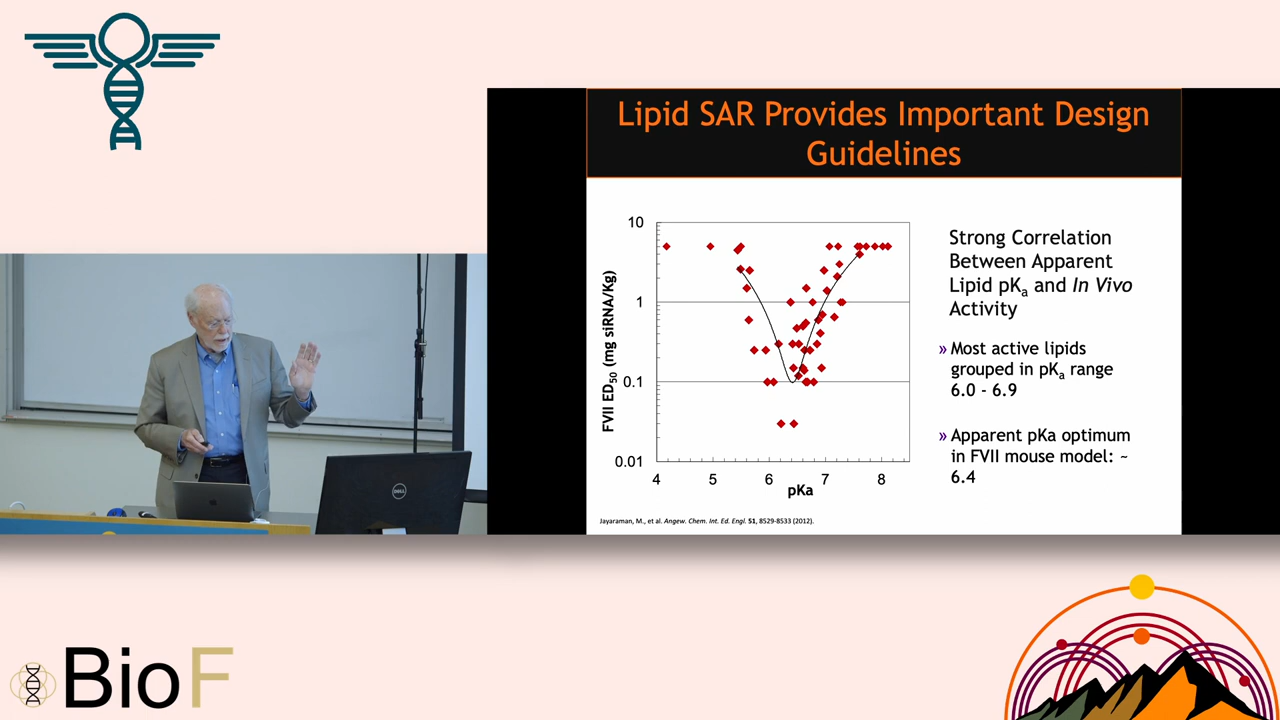 Lipid SAR Provides Important Design
Guidelines
10
1
0.1
0.01
FVII ED50 (mg siRNA/Kg)
4 5 6 7 8
pKa
Strong Correlation
Between Apparent
Lipid pKa and In Vivo
Activity
» Most active lipids
grouped in pKa range
6.0 - 6.9
» Apparent pKa optimum
in FVII mouse model: ~
6.4
Jayaraman, M., et al. Angew. Chem. Int. Ed. Engl. 51, 8529-8533 (2012).
DELL
BioF